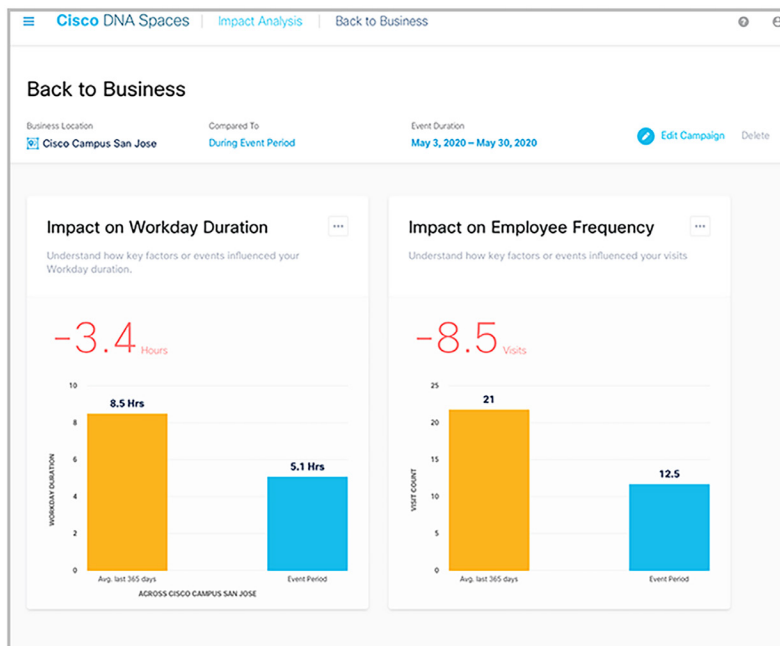 Cisco DNA Spaces | Impact Analysis | Back to Business
?
Back to Business
Business Location
Cisco Campus San Jose
Compared To
During Event Period
Event Duration
May 3, 2020 – May 30, 2020
Edit Campaign
Delete
Impact on Workday Duration
...
Understand how key factors or events influenced your
Workday duration.
-3.4 Hours
10
8
6
4
2
0
WORKDAY DURATION
8.5 Hrs
5.1 Hrs
Avg. last 365 days
Event Period
ACROSS CISCO CAMPUS SAN JOSE
Impact on Employee Frequency
...
Understand how key factors or events influenced your visits
-8.5 Visits
25
20
15
10
5
0
VISIT COUNT
21
12.5
Avg. last 365 days
Event Period